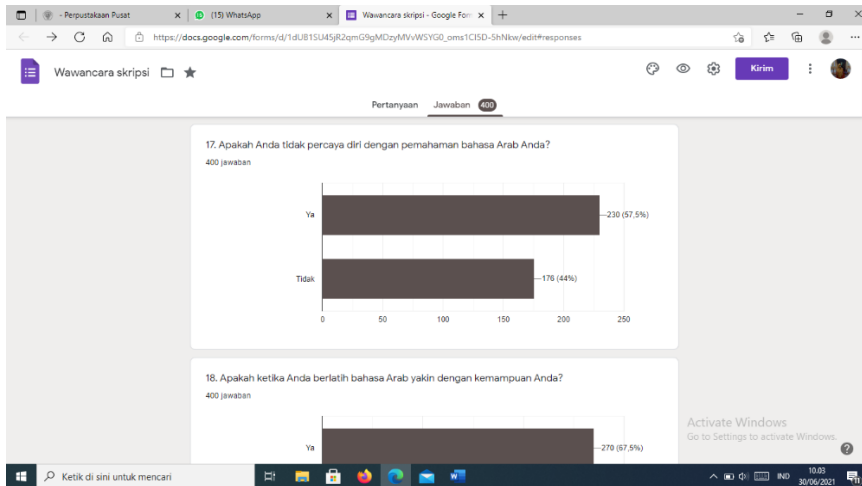 - Perpustakaan Pusat
(15) WhatsApp
Wawancara skripsi - Google Form
https://docs.google.com/forms/d/1dU81SU45jR2qmG9gMDzyMVvWSYG0_oms1CI5D-5hNkw/edit#responses
Wawancara skripsi
Kirim
Pertanyaan Jawaban 400
17. Apakah Anda tidak percaya diri dengan pemahaman bahasa Arab Anda?
400 jawaban
Ya
230 (57,5%)
Tidak
176 (44%)
0 50 100 150 200 250
18. Apakah ketika Anda berlatih bahasa Arab yakin dengan kemampuan Anda?
400 jawaban
Ya
270 (67,5%)
Activate Windows
Go to Settings to activate Windows.
Ketik di sini untuk mencari
IND
10.03
30/06/2021